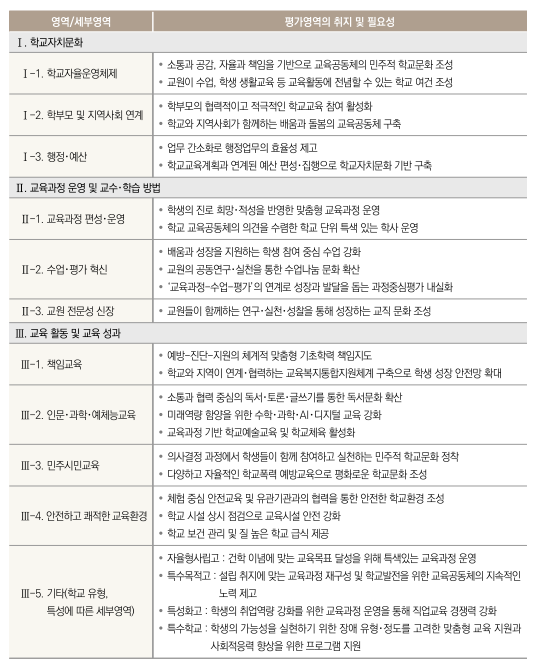 영역/세부영역 평가영역의 취지 및 필요성
Ⅰ. 학교자치문화
Ⅰ-1. 학교자율운영체제
• 소통과 공감, 자율과 책임을 기반으로 교육공동체의 민주적 학교문화 조성
• 교원이 수업, 학생 생활교육 등 교육활동에 전념할 수 있는 학교 여건 조성
Ⅰ-2. 학부모 및 지역사회 연계
• 학부모의 협력적이고 적극적인 학교교육 참여 활성화
• 학교와 지역사회가 함께하는 배움과 돌봄의 교육공동체 구축
Ⅰ-3. 행정·예산
• 업무 간소화로 행정업무의 효율성 제고
• 학교교육계획과 연계된 예산 편성·집행으로 학교자치문화 기반 구축
Ⅱ. 교육과정 운영 및 교수·학습 방법
Ⅱ-1. 교육과정 편성·운영
• 학생의 진로 희망·적성을 반영한 맞춤형 교육과정 운영
• 학교 교육공동체의 의견을 수렴한 학교 단위 특색 있는 학사 운영
Ⅱ-2. 수업·평가 혁신
• 배움과 성장을 지원하는 학생 참여 중심 수업 강화
• 교원의 공동연구·실천을 통한 수업나눔 문화 확산
• ‘교육과정-수업-평가’의 연계로 성장과 발달을 돕는 과정중심평가 내실화
Ⅱ-3. 교원 전문성 신장
• 교원들이 함께하는 연구·실천·성찰을 통해 성장하는 교직 문화 조성
Ⅲ. 교육 활동 및 교육 성과
Ⅲ-1. 책임교육
• 예방-진단-지원의 체계적 맞춤형 기초학력 책임지도
• 학교와 지역이 연계·협력하는 교육복지통합지원체계 구축으로 학생 성장 안전망 확대
Ⅲ-2. 인문·과학·예체능교육
• 소통과 협력 중심의 독서·토론·글쓰기를 통한 독서문화 확산
• 미래역량 함양을 위한 수학·과학·AI·디지털 교육 강화
• 교육과정 기반 학교예술교육 및 학교체육 활성화
Ⅲ-3. 민주시민교육
• 의사결정 과정에서 학생들이 함께 참여하고 실천하는 민주적 학교문화 정착
• 다양하고 자율적인 학교폭력 예방교육으로 평화로운 학교문화 조성
Ⅲ-4. 안전하고 쾌적한 교육환경
• 체험 중심 안전교육 및 유관기관과의 협력을 통한 안전한 학교환경 조성
• 학교 시설 상시 점검으로 교육시설 안전 강화
• 학교 보건 관리 및 질 높은 학교 급식 제공
Ⅲ-5. 기타(학교 유형,
특성에 따른 세부영역)
• 자율형사립고 : 건학 이념에 맞는 교육목표 달성을 위해 특색있는 교육과정 운영
• 특수목적고 : 설립 취지에 맞는 교육과정 재구성 및 학교발전을 위한 교육공동체의 지속적인
노력 제고
• 특성화고 : 학생의 취업역량 강화를 위한 교육과정 운영을 통해 직업교육 경쟁력 강화
• 특수학교 : 학생의 가능성을 실현하기 위한 장애 유형·정도를 고려한 맞춤형 교육 지원과
사회적응력 향상을 위한 프로그램 지원